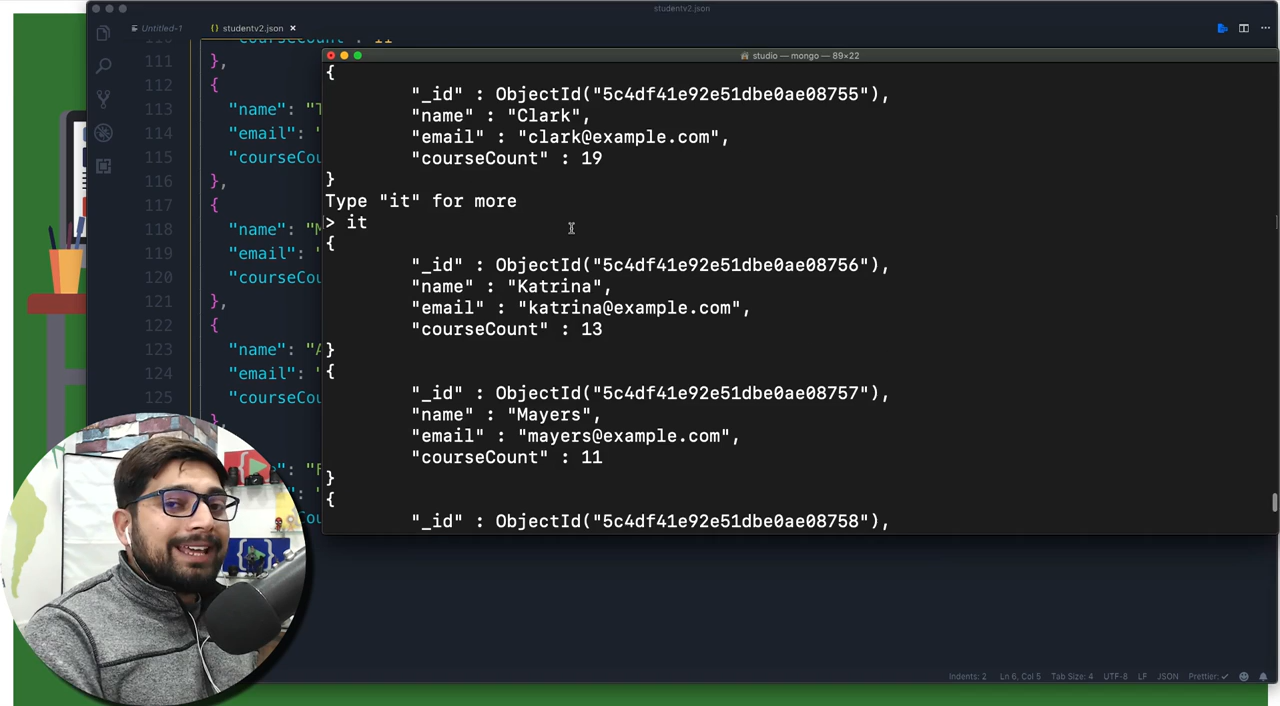 studentv2.json
Untitled-1
studentv2.json
studio — mongo — 89×22
111 },
112 {
113 "name": "T
114 "email": "
115 "courseCou
116 },
117 {
118 "name": "M
119 "email": "
120 "courseCou
121 },
122 {
123 "name": "A
124 "email": "
125 "courseCou
{
"_id" : ObjectId("5c4df41e92e51dbe0ae08755"),
"name" : "Clark",
"email" : "clark@example.com",
"courseCount" : 19
}
Type "it" for more
> it
{
"_id" : ObjectId("5c4df41e92e51dbe0ae08756"),
"name" : "Katrina",
"email" : "katrina@example.com",
"courseCount" : 13
}
{
"_id" : ObjectId("5c4df41e92e51dbe0ae08757"),
"name" : "Mayers",
"email" : "mayers@example.com",
"courseCount" : 11
}
{
"_id" : ObjectId("5c4df41e92e51dbe0ae08758"),
Indents: 2 Ln 6, Col 5 Tab Size: 4 UTF-8 LF JSON Prettier: ✓